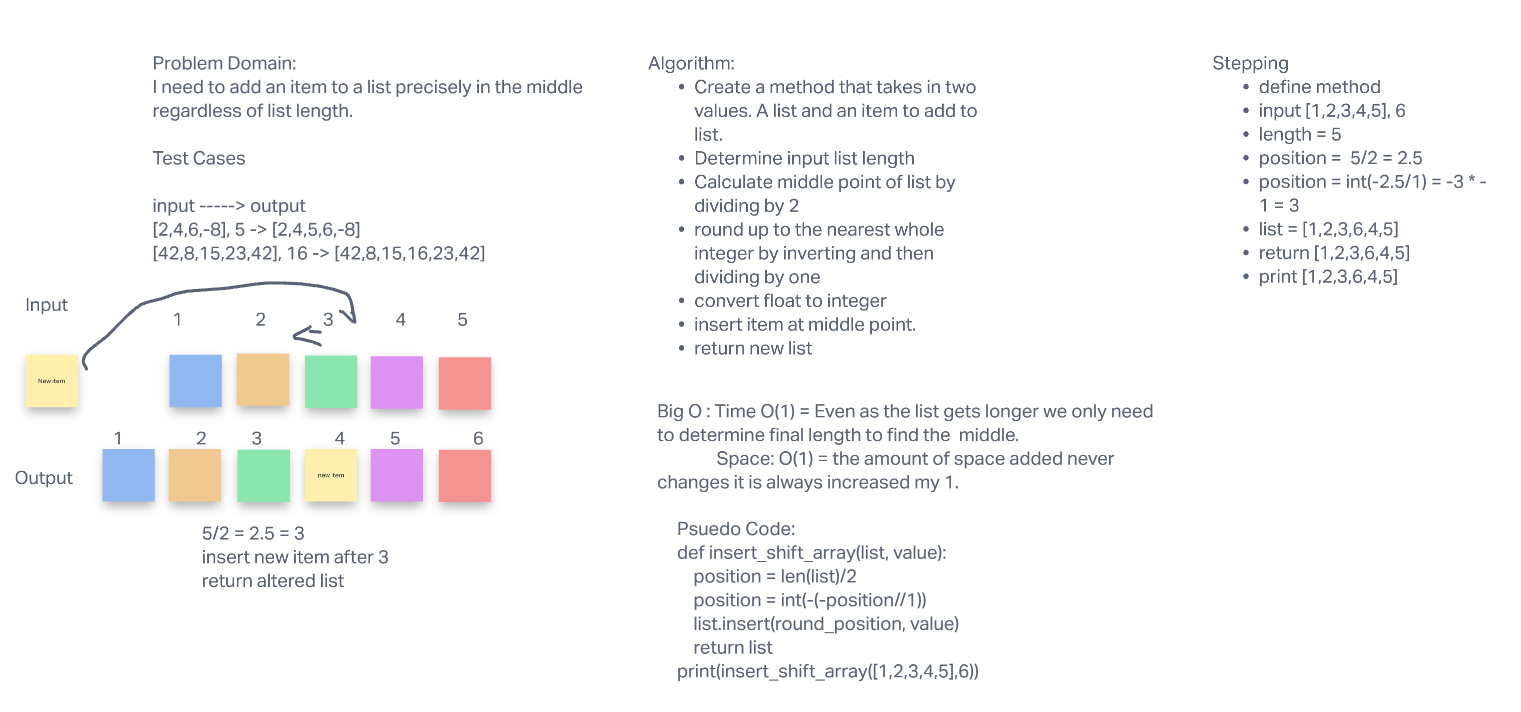 Problem Domain:
I need to add an item to a list precisely in the middle
regardless of list length.
Test Cases
input -----> output
[2,4,6,-8], 5 -> [2,4,5,6,-8]
[42,8,15,23,42], 16 -> [42,8,15,16,23,42]
Input
1 2 3 4 5
New item
1 2 3 4 5 6
Output
new item
5/2 = 2.5 = 3
insert new item after 3
return altered list
Algorithm:
• Create a method that takes in two
values. A list and an item to add to
list.
• Determine input list length
• Calculate middle point of list by
dividing by 2
• round up to the nearest whole
integer by inverting and then
dividing by one
• convert float to integer
• insert item at middle point.
• return new list
Big O : Time O(1) = Even as the list gets longer we only need
to determine final length to find the middle.
Space: O(1) = the amount of space added never
changes it is always increased my 1.
Psuedo Code:
def insert_shift_array(list, value):
position = len(list)/2
position = int(-(-position//1))
list.insert(round_position, value)
return list
print(insert_shift_array([1,2,3,4,5],6))
Stepping
• define method
• input [1,2,3,4,5], 6
• length = 5
• position = 5/2 = 2.5
• position = int(-2.5/1) = -3 * -
1 = 3
• list = [1,2,3,6,4,5]
• return [1,2,3,6,4,5]
• print [1,2,3,6,4,5]